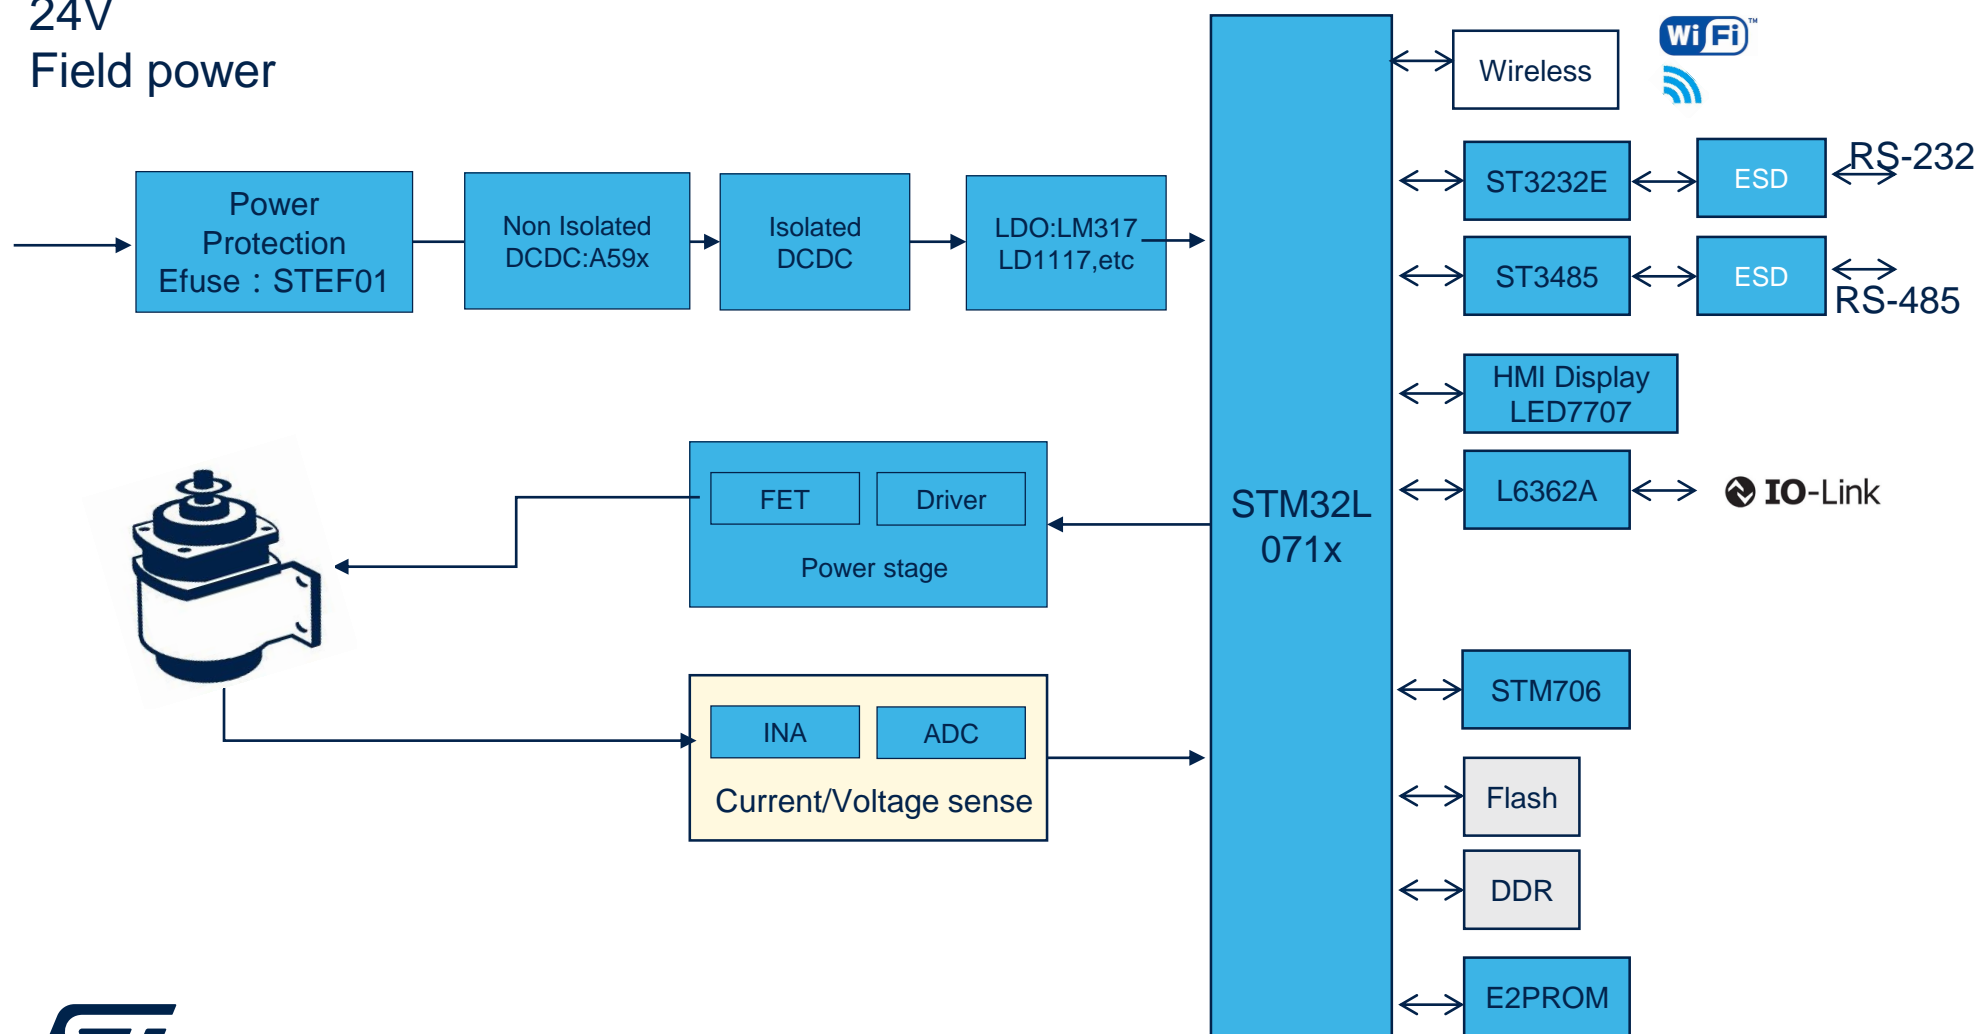 24V
Field power
Wi Fi™
Wireless
RS-232
ST3232E
ESD
Power
Protection
Efuse：STEF01
Non Isolated
DCDC:A59x
Isolated
DCDC
LDO:LM317
LD1117,etc
ST3485
ESD
RS-485
HMI Display
LED7707
FET
Driver
Power stage
STM32L
071x
L6362A
IO-Link
STM706
INA
ADC
Current/Voltage sense
Flash
DDR
E2PROM